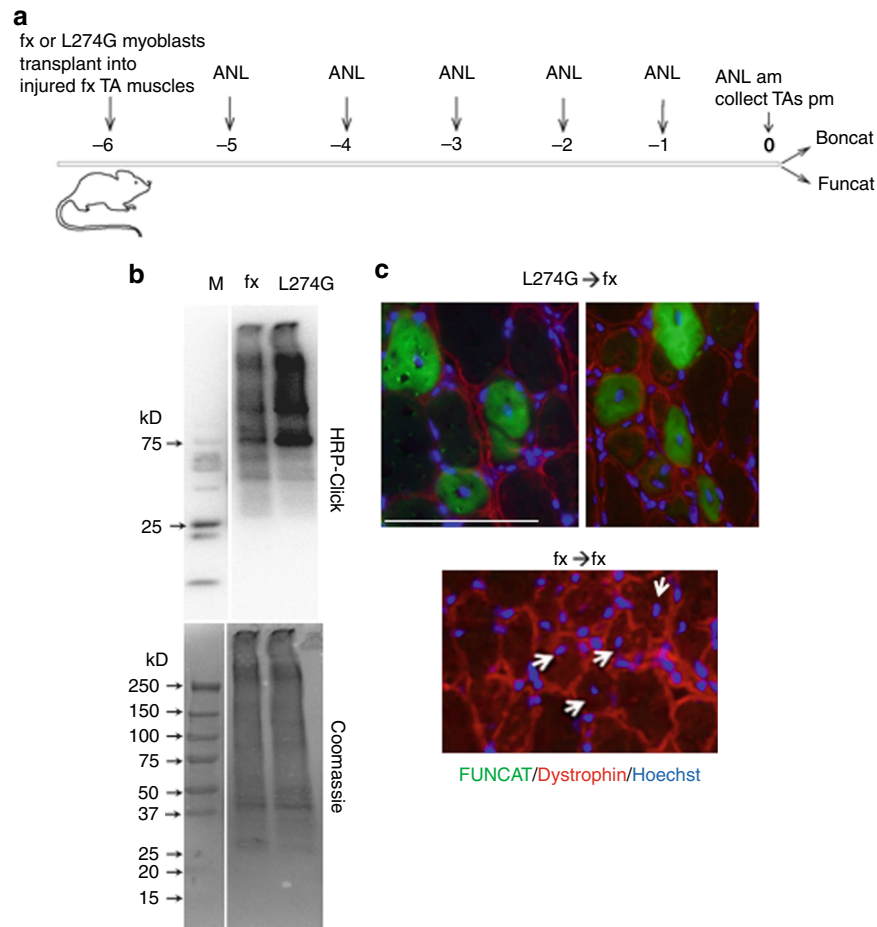 a
fx or L274G myoblasts
transplant into
injured fx TA muscles
ANL
ANL
ANL
ANL
ANL
ANL am
collect TAs pm
–6
–5
–4
–3
–2
–1
0
Boncat
Funcat
b
M
fx
L274G
kD
75
25
HRP-Click
kD
250
150
100
75
50
37
25
20
15
Coomassie
c
L274G → fx
fx → fx
FUNCAT/Dystrophin/Hoechst